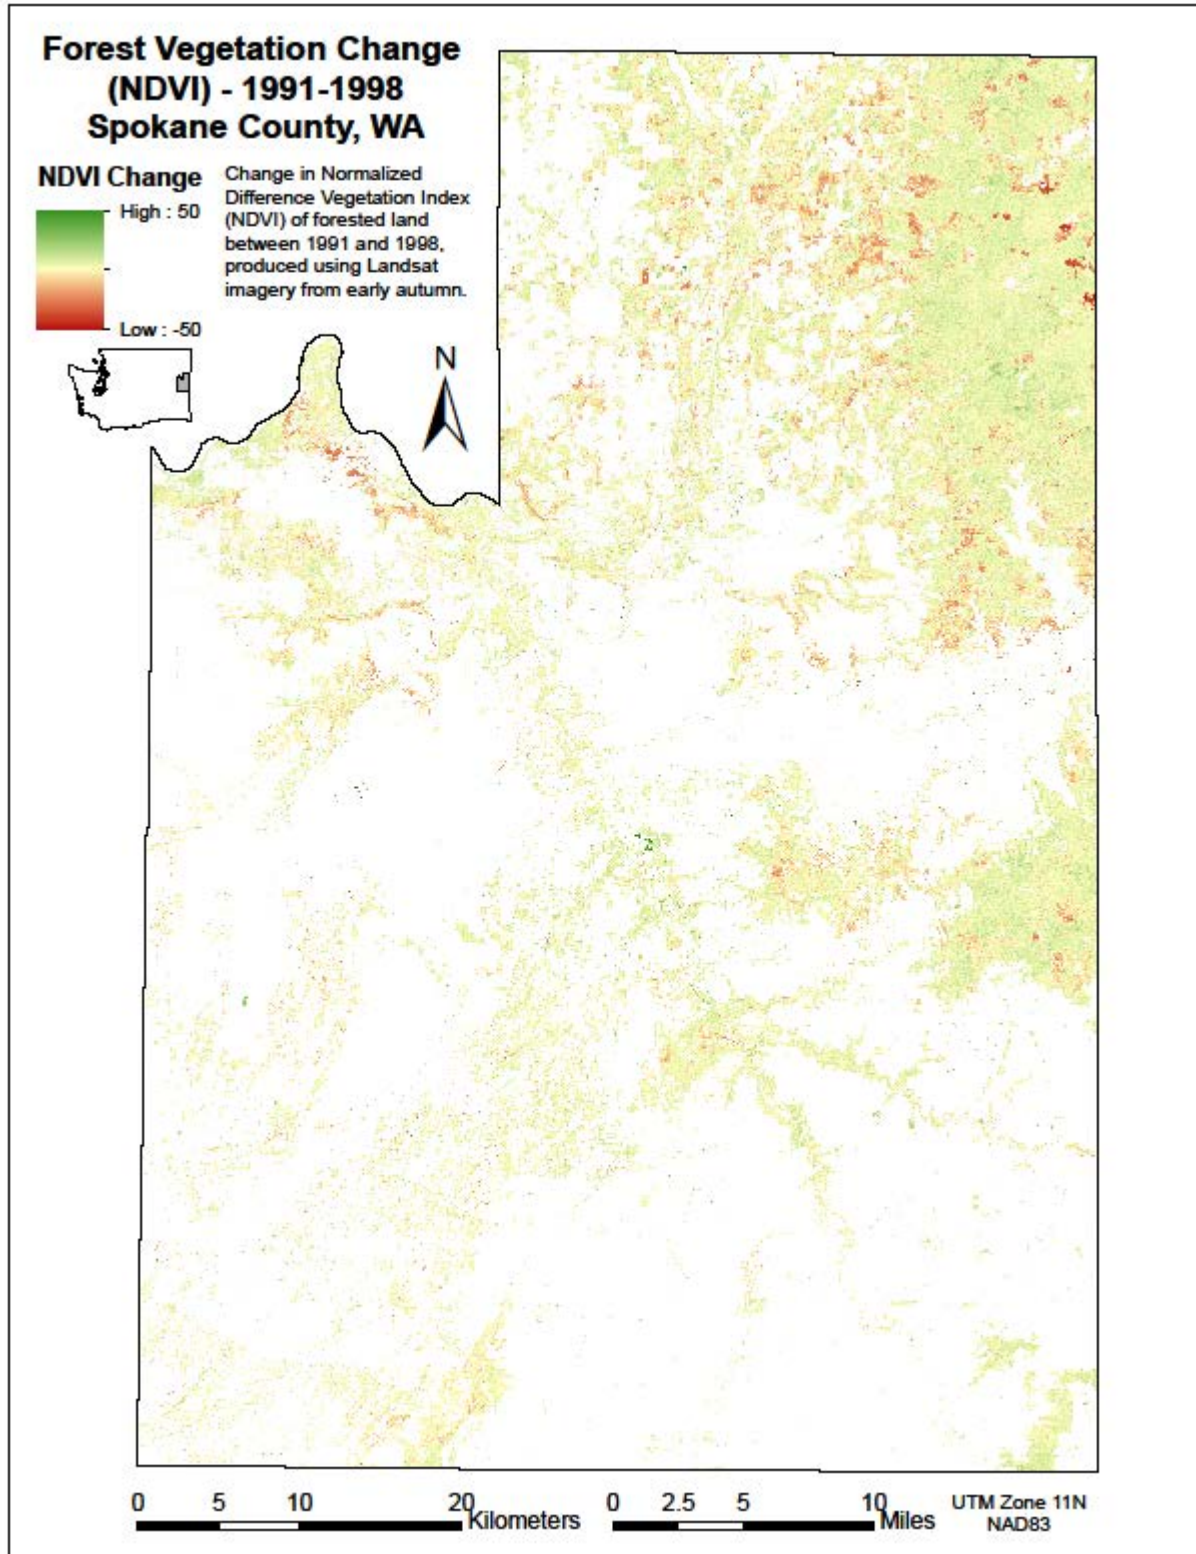 Forest Vegetation Change
(NDVI) - 1991-1998
Spokane County, WA
NDVI Change
High : 50
Low : -50
Change in Normalized
Difference Vegetation Index
(NDVI) of forested land
between 1991 and 1998,
produced using Landsat
imagery from early autumn.
N
0 5 10 20 Kilometers
0 2.5 5 10 Miles
UTM Zone 11N
NAD83